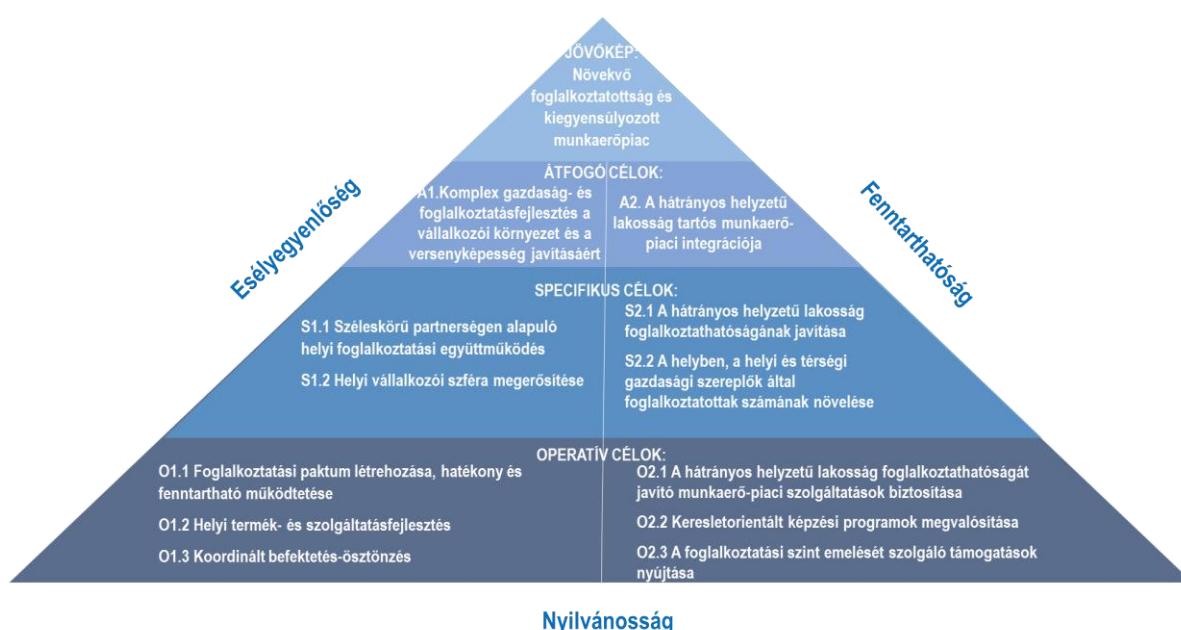 JÖVŐKÉP:
Növekvő
foglalkoztatottság és
kiegyensúlyozott
munkaerőpiac
Esélyegyenlőség
Fenntarthatóság
ÁTFOGÓ CÉLOK:
A1.Komplex gazdaság- és
foglalkoztatásfejlesztés a
vállalkozói környezet és a
versenyképesség javításáért
A2. A hátrányos helyzetű
lakosság tartós munkaerő-
piaci integrációja
SPECIFIKUS CÉLOK:
S1.1 Széleskörű partnerségen alapuló
helyi foglalkoztatási együttműködés
S1.2 Helyi vállalkozói szféra megerősítése
S2.1 A hátrányos helyzetű lakosság
foglalkoztathatóságának javítása
S2.2 A helyben, a helyi és térségi
gazdasági szereplők által
foglalkoztatottak számának növelése
OPERATÍV CÉLOK:
O1.1 Foglalkoztatási paktum létrehozása, hatékony és
fenntartható működtetése
O1.2 Helyi termék- és szolgáltatásfejlesztés
O1.3 Koordinált befektetés-ösztönzés
O2.1 A hátrányos helyzetű lakosság foglalkoztathatóságát
javító munkaerő-piaci szolgáltatások biztosítása
O2.2 Keresletorientált képzési programok megvalósítása
O2.3 A foglalkoztatási szint emelését szolgáló támogatások
nyújtása
Nyilvánosság